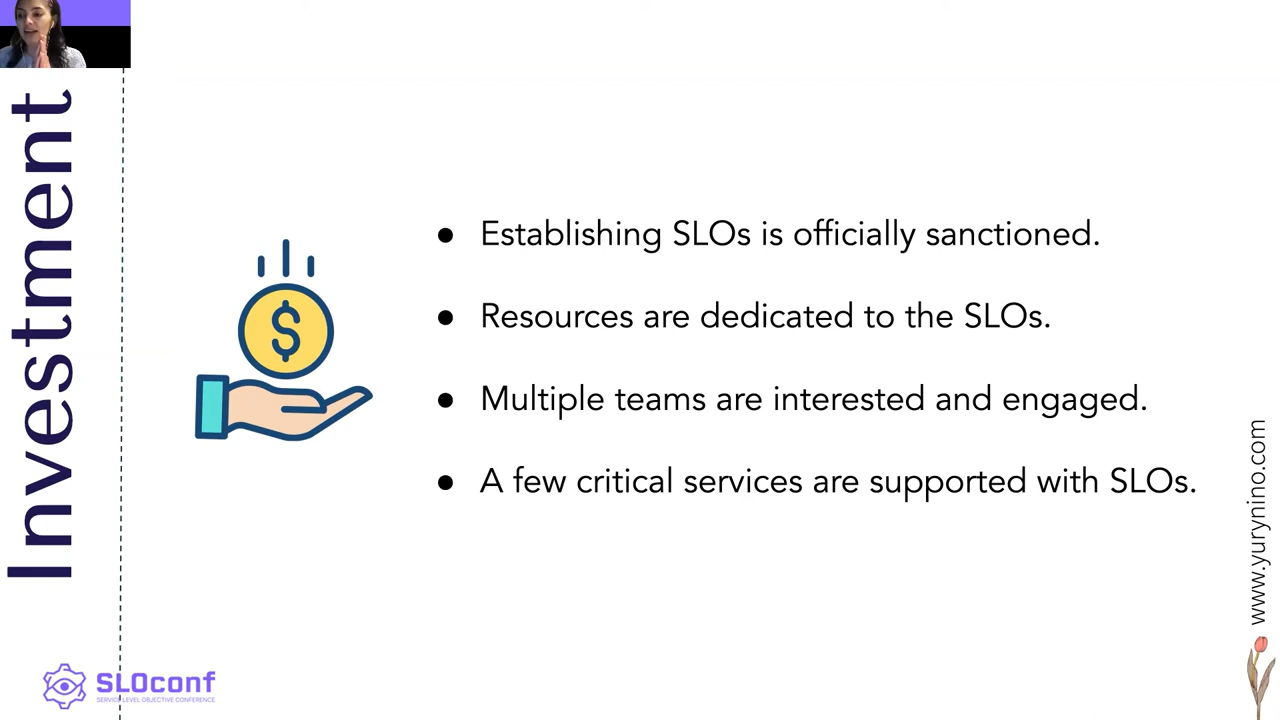 Investment
$
● Establishing SLOs is officially sanctioned.
● Resources are dedicated to the SLOs.
● Multiple teams are interested and engaged.
● A few critical services are supported with SLOs.
www.yurynino.com
SLOconf
SERVICE LEVEL OBJECTIVE CONFERENCE